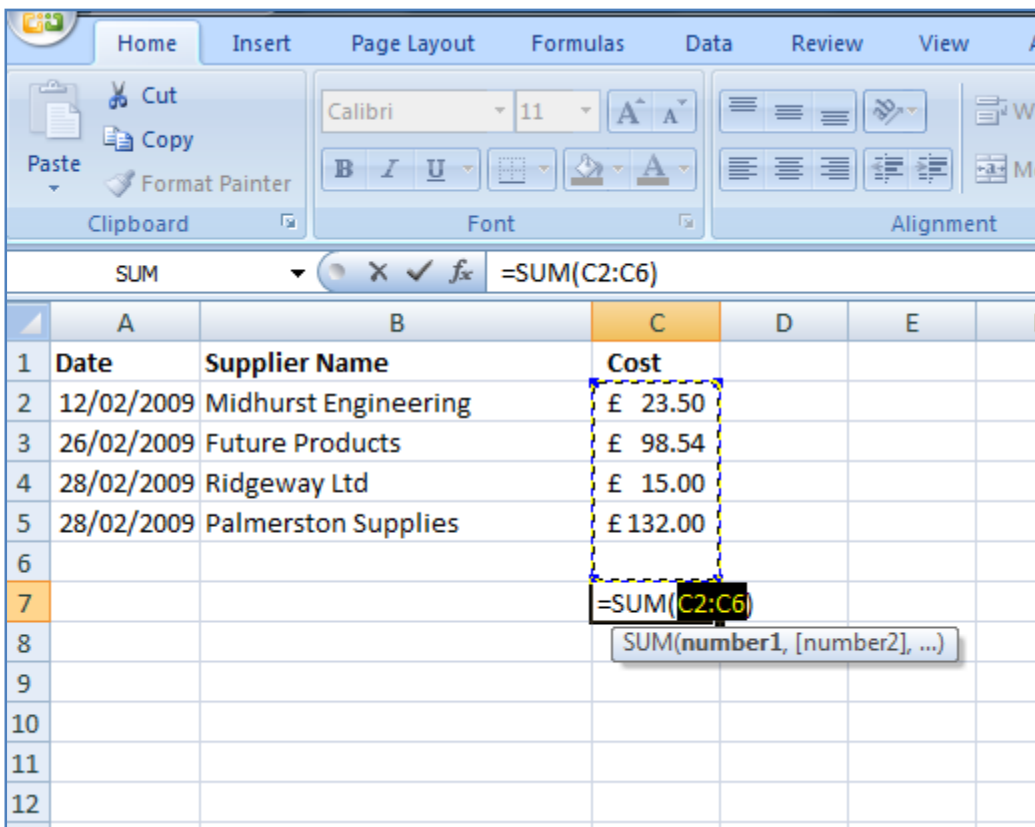 Home Insert Page Layout Formulas Data Review View
Cut
Copy
Paste
Format Painter
Calibri 11 A A
B I U A
Clipboard Font Alignment
SUM fx =SUM(C2:C6)
A B C D E
1 Date Supplier Name Cost
2 12/02/2009 Midhurst Engineering £ 23.50
3 26/02/2009 Future Products £ 98.54
4 28/02/2009 Ridgeway Ltd £ 15.00
5 28/02/2009 Palmerston Supplies £132.00
6
7 =SUM(C2:C6)
8 SUM(number1, [number2], ...)
9
10
11
12